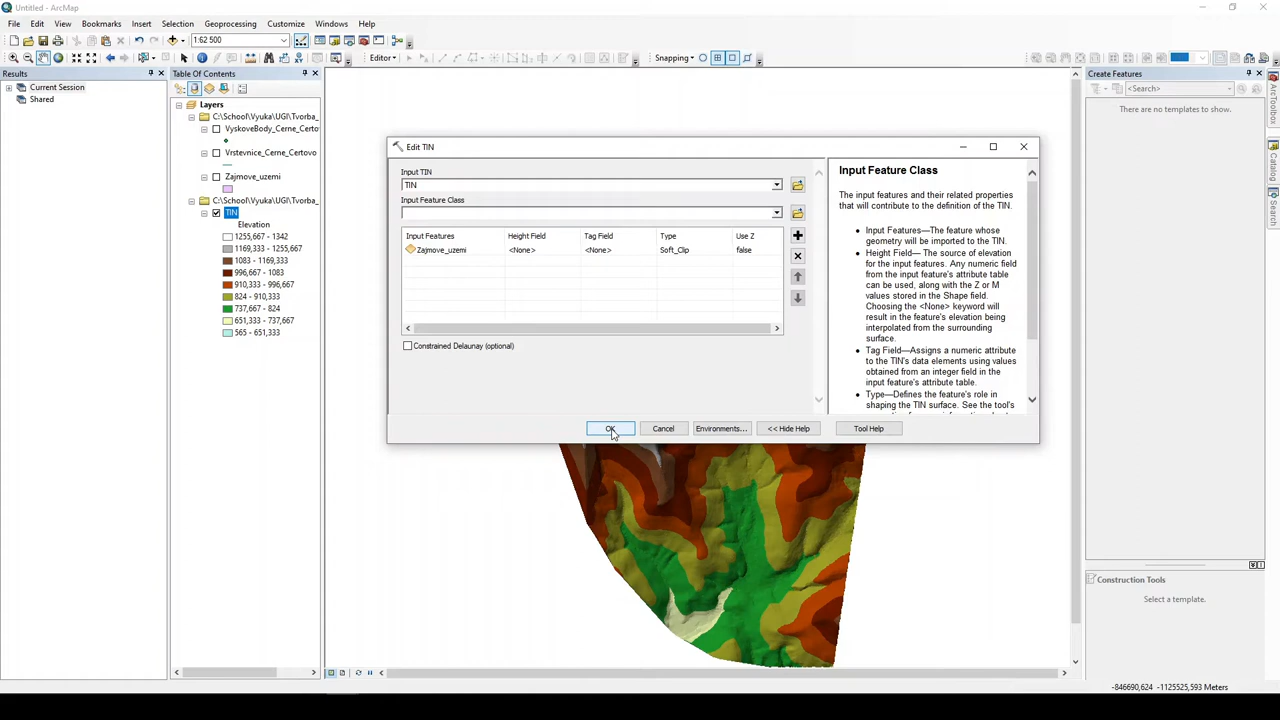 Untitled - ArcMap
File Edit View Bookmarks Insert Selection Geoprocessing Customize Windows Help
1:62 500
Editor Snapping
Results
Current Session
Shared
Table Of Contents
Layers
C:\School\Vyuka\UGI\Tvorba_
VyskoveBody_Cerne_Certo
Vrstevnice_Cerne_Certovo
Zajmove_uzemi
C:\School\Vyuka\UGI\Tvorba_
TIN
Elevation
1255,667 - 1342
1169,333 - 1255,667
1083 - 1169,333
996,667 - 1083
910,333 - 996,667
824 - 910,333
737,667 - 824
651,333 - 737,667
565 - 651,333
Edit TIN
Input TIN
TIN
Input Feature Class
Input Features Height Field Tag Field Type Use Z
Zajmove_uzemi <None> <None> Soft_Clip false
Constrained Delaunay (optional)
OK Cancel Environments... << Hide Help Tool Help
Input Feature Class
The input features and their related properties
that will contribute to the definition of the TIN.
• Input Features—The feature whose
geometry will be imported to the TIN.
• Height Field— The source of elevation
for the input features. Any numeric field
from the input feature's attribute table
can be used, along with the Z or M
values stored in the Shape field.
Choosing the <None> keyword will
result in the feature's elevation being
interpolated from the surrounding
surface.
• Tag Field—Assigns a numeric attribute
to the TIN's data elements using values
obtained from an integer field in the
input feature's attribute table.
• Type—Defines the feature's role in
shaping the TIN surface. See the tool's
Create Features
<Search>
There are no templates to show.
Construction Tools
Select a template.
ArcToolbox
Catalog
Search
-846690,624 -1125525,593 Meters